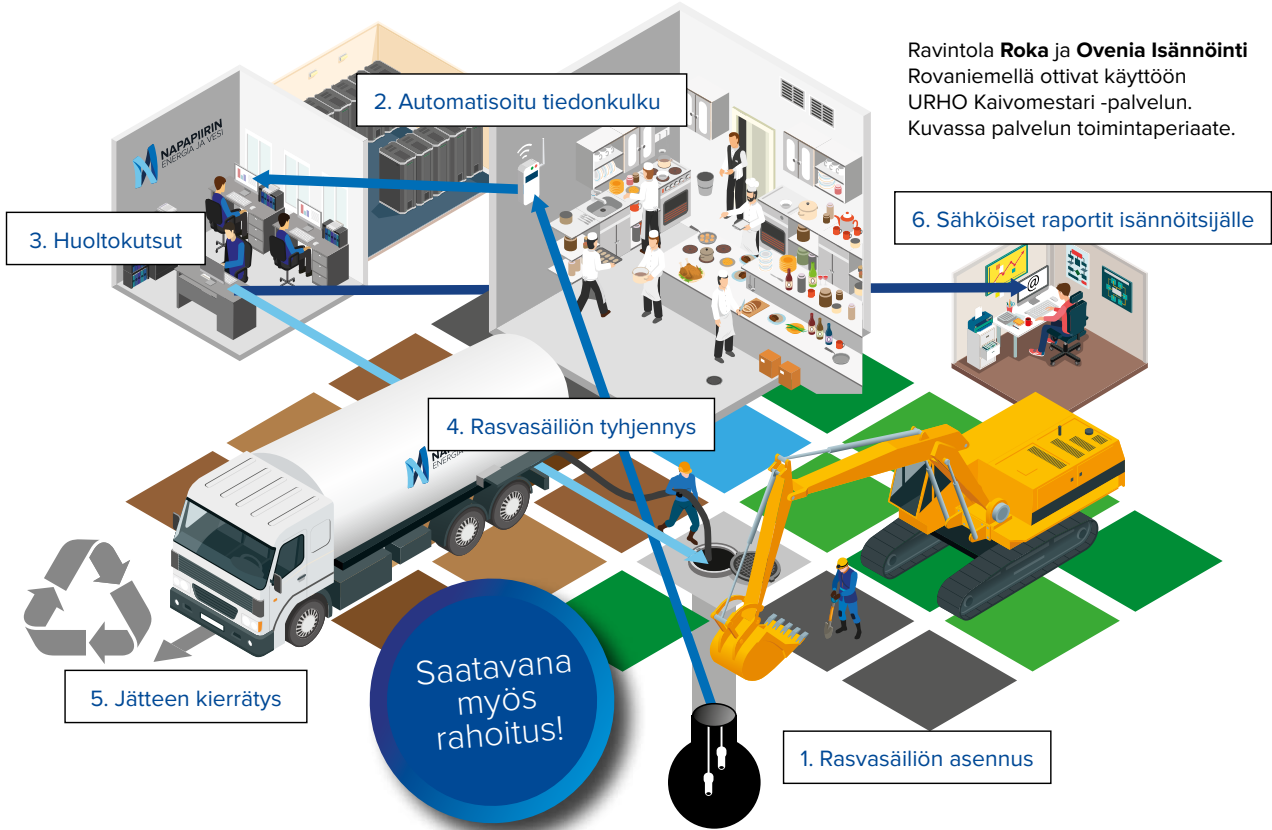 Ravintola Roka ja Ovenia Isännöinti
Rovaniemellä ottivat käyttöön
URHO Kaivomestari -palvelun.
Kuvassa palvelun toimintaperiaate.
2. Automatisoitu tiedonkulku
NAPAPIIRIN
ENERGIA JA VESI
3. Huoltokutsut
6. Sähköiset raportit isännöitsijälle
@
4. Rasvasäiliön tyhjennys
5. Jätteen kierrätys
Saatavana
myös
rahoitus!
1. Rasvasäiliön asennus